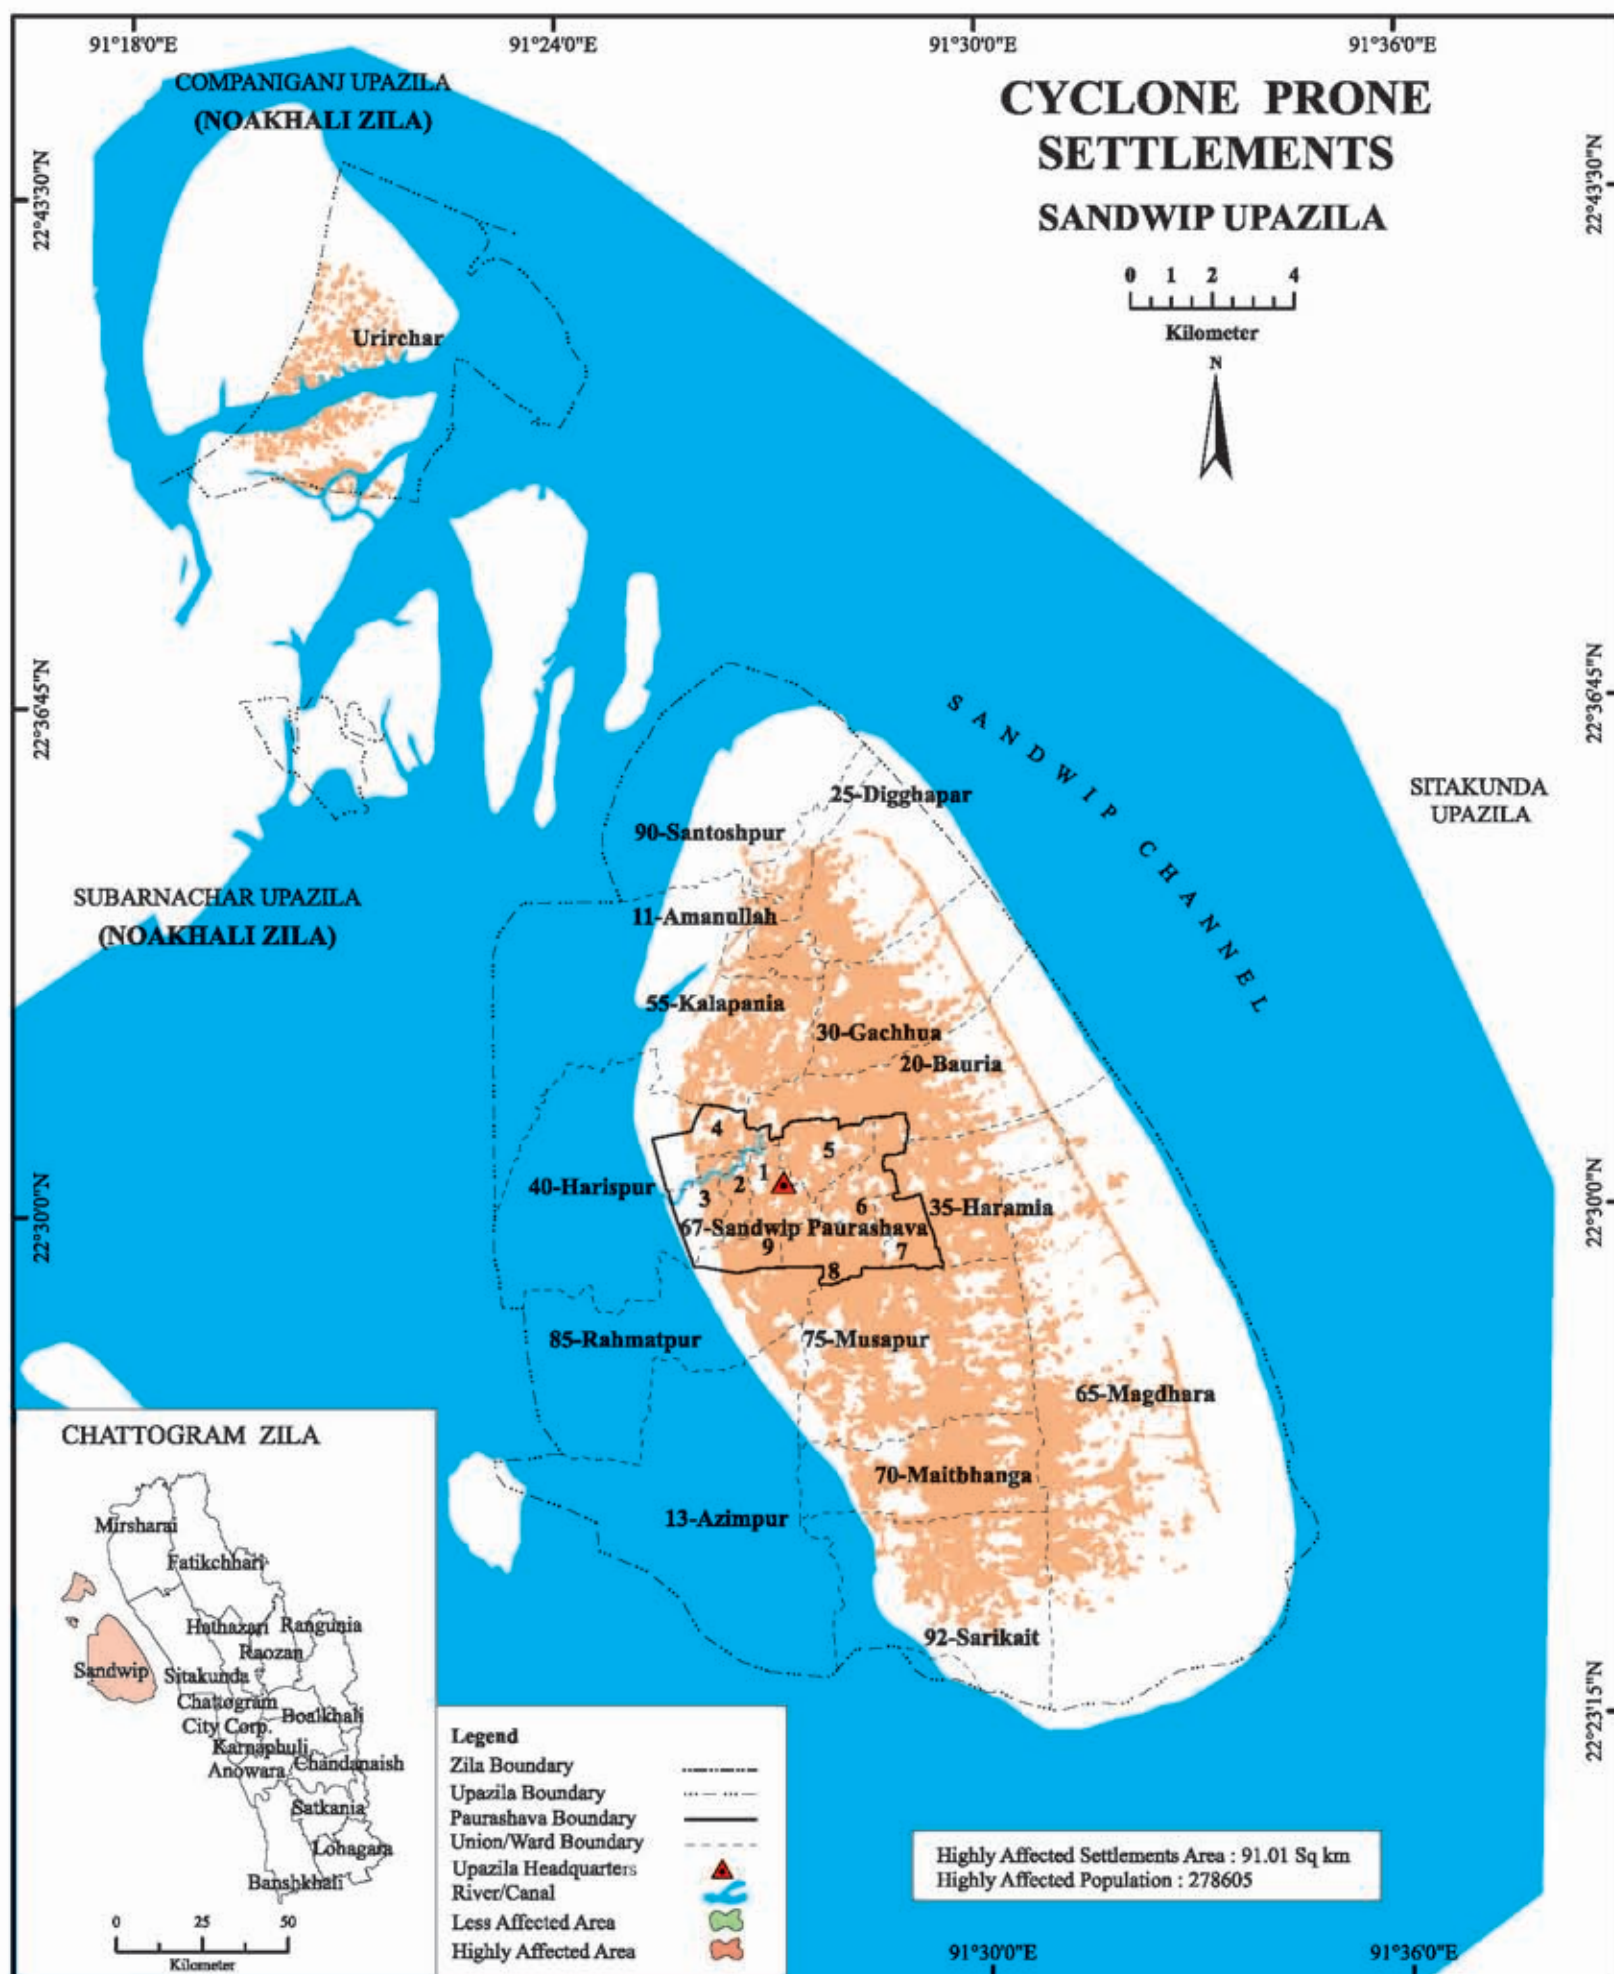 91°18'0"E
91°24'0"E
91°30'0"E
91°36'0"E
COMPANIGANJ UPAZILA
(NOAKHALI ZILA)
CYCLONE PRONE
SETTLEMENTS
SANDWIP UPAZILA
0 1 2 4
Kilometer
N
22°43'30"N
22°43'30"N
Urirchar
22°36'45"N
22°36'45"N
SANDWIP CHANNEL
SITAKUNDA
UPAZILA
25-Digghapar
90-Santoshpur
SUBARNACHAR UPAZILA
(NOAKHALI ZILA)
11-Amanullah
55-Kalapania
30-Gachhua
20-Bauria
4
5
1
2
3
6
40-Harispur
35-Haramia
67-Sandwip Paurashava
9
7
8
22°30'0"N
22°30'0"N
85-Rahmatpur
75-Musapur
65-Magdhara
70-Maitbhanga
13-Azimpur
92-Sarikait
22°23'15"N
CHATTOGRAM ZILA
Mirsharai
Fatikchhari
Hathazari
Rangunia
Raozan
Sandwip
Sitakunda
Chattogram
City Corp.
Boalkhali
Karnaphuli
Anowara
Chandanaish
Satkania
Lohagara
Banshkhali
0 25 50
Kilometer
Legend
Zila Boundary
Upazila Boundary
Paurashava Boundary
Union/Ward Boundary
Upazila Headquarters
River/Canal
Less Affected Area
Highly Affected Area
Highly Affected Settlements Area : 91.01 Sq km
Highly Affected Population : 278605
91°30'0"E
91°36'0"E